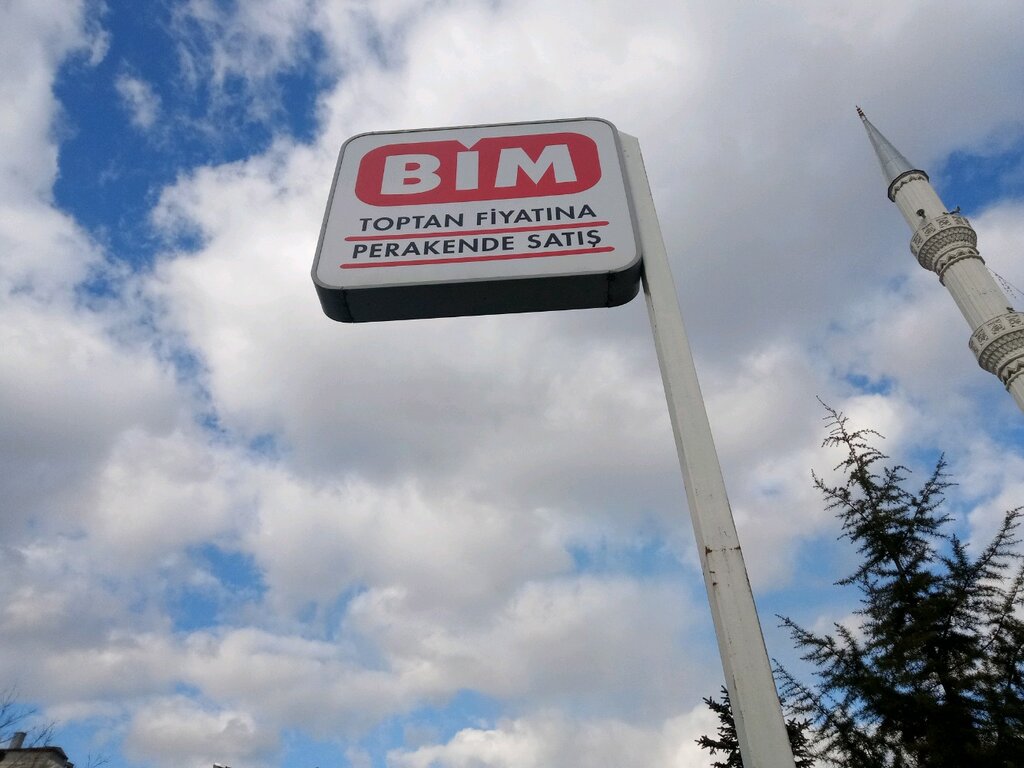 BİM
TOPTAN FİYATINA
PERAKENDE SATIŞ